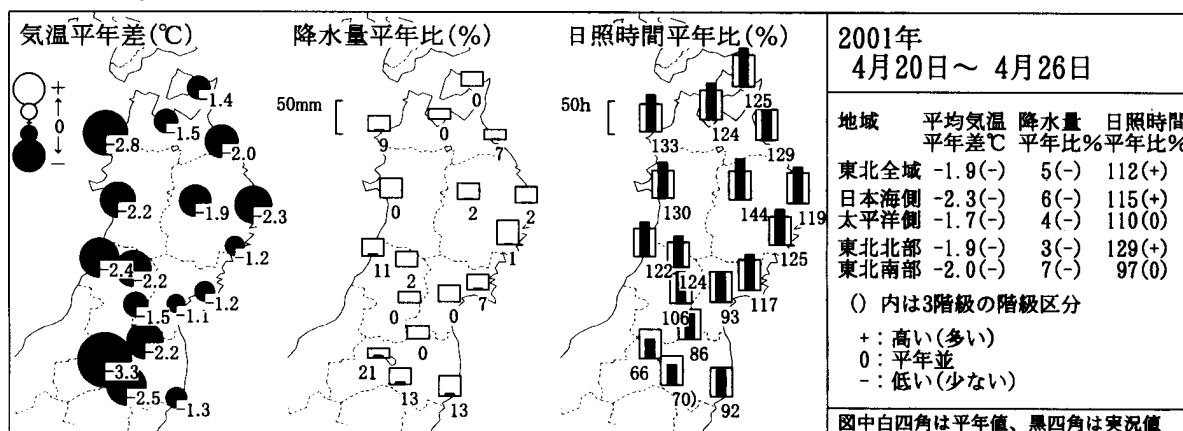 気温平年差(℃)
+
↑
0
↓
−
-1.4
-1.5
-2.8
-2.0
-2.2
-1.9
-2.3
-1.2
-2.4
-2.2
-1.2
-1.5
-1.1
-2.2
-3.3
-2.5
-1.3
降水量平年比(%)
50mm
0
0
9
7
0
2
2
1
11
2
7
0
0
0
21
13
13
日照時間平年比(%)
50h
125
124
133
129
130
144
119
125
122
124
117
106
93
86
66
70)
92
2001年
4月20日～ 4月26日
地域 平均気温 降水量 日照時間
平年差℃ 平年比% 平年比%
東北全域 -1.9(-) 5(-) 112(+)
日本海側 -2.3(-) 6(-) 115(+)
太平洋側 -1.7(-) 4(-) 110(0)
東北北部 -1.9(-) 3(-) 129(+)
東北南部 -2.0(-) 7(-) 97(0)
() 内は3階級の階級区分
+：高い(多い)
0：平年並
-：低い(少ない)
図中白四角は平年値、黒四角は実況値